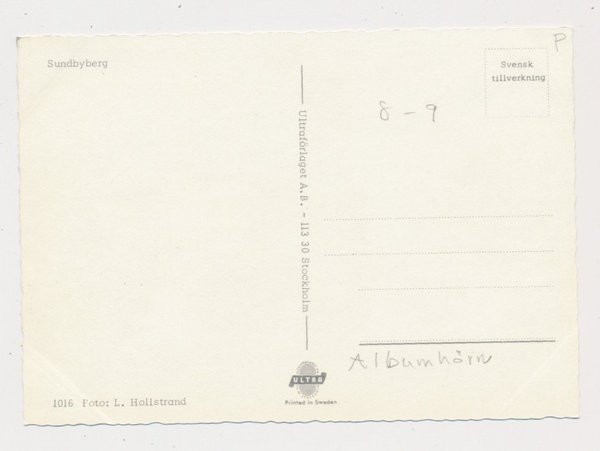 Sundbyberg
P
Svensk
tillverkning
8 - 9
Ultraförlaget A.B. - 113 30 Stockholm
Albumhörn
1016 Foto: L. Hollstrand
ULTRA
Printed in Sweden